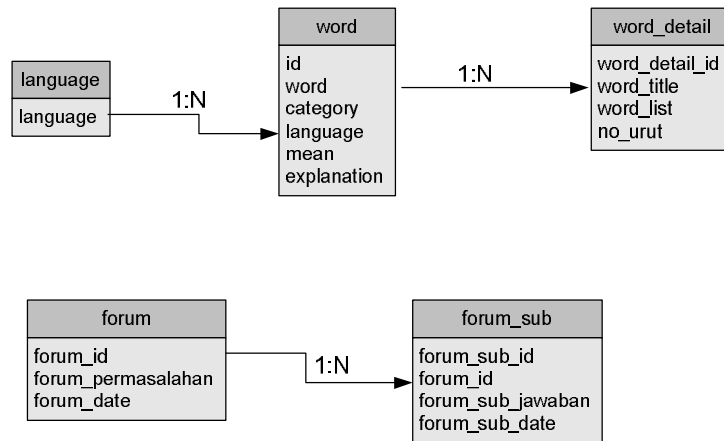 language
language
1:N
word
id
word
category
language
mean
explanation
1:N
word_detail
word_detail_id
word_title
word_list
no_urut
forum
forum_id
forum_permasalahan
forum_date
1:N
forum_sub
forum_sub_id
forum_id
forum_sub_jawaban
forum_sub_date